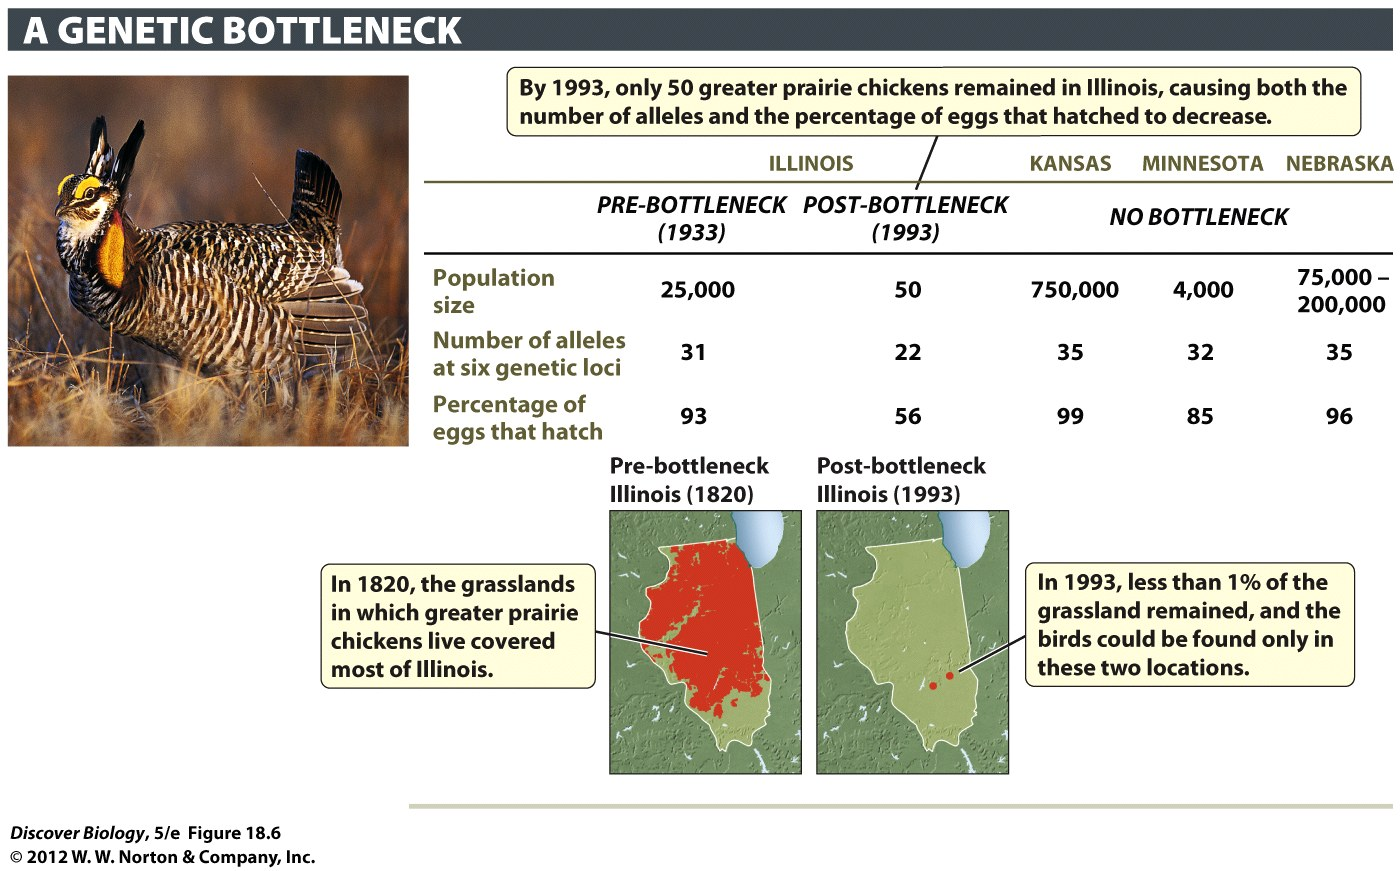 A GENETIC BOTTLENECK
By 1993, only 50 greater prairie chickens remained in Illinois, causing both the
number of alleles and the percentage of eggs that hatched to decrease.
ILLINOIS KANSAS MINNESOTA NEBRASKA
PRE-BOTTLENECK POST-BOTTLENECK NO BOTTLENECK
(1933) (1993)
Population size 25,000 50 750,000 4,000 75,000 – 200,000
Number of alleles at six genetic loci 31 22 35 32 35
Percentage of eggs that hatch 93 56 99 85 96
Pre-bottleneck
Illinois (1820)
Post-bottleneck
Illinois (1993)
In 1820, the grasslands
in which greater prairie
chickens live covered
most of Illinois.
In 1993, less than 1% of the
grassland remained, and the
birds could be found only in
these two locations.
Discover Biology, 5/e Figure 18.6
© 2012 W. W. Norton & Company, Inc.